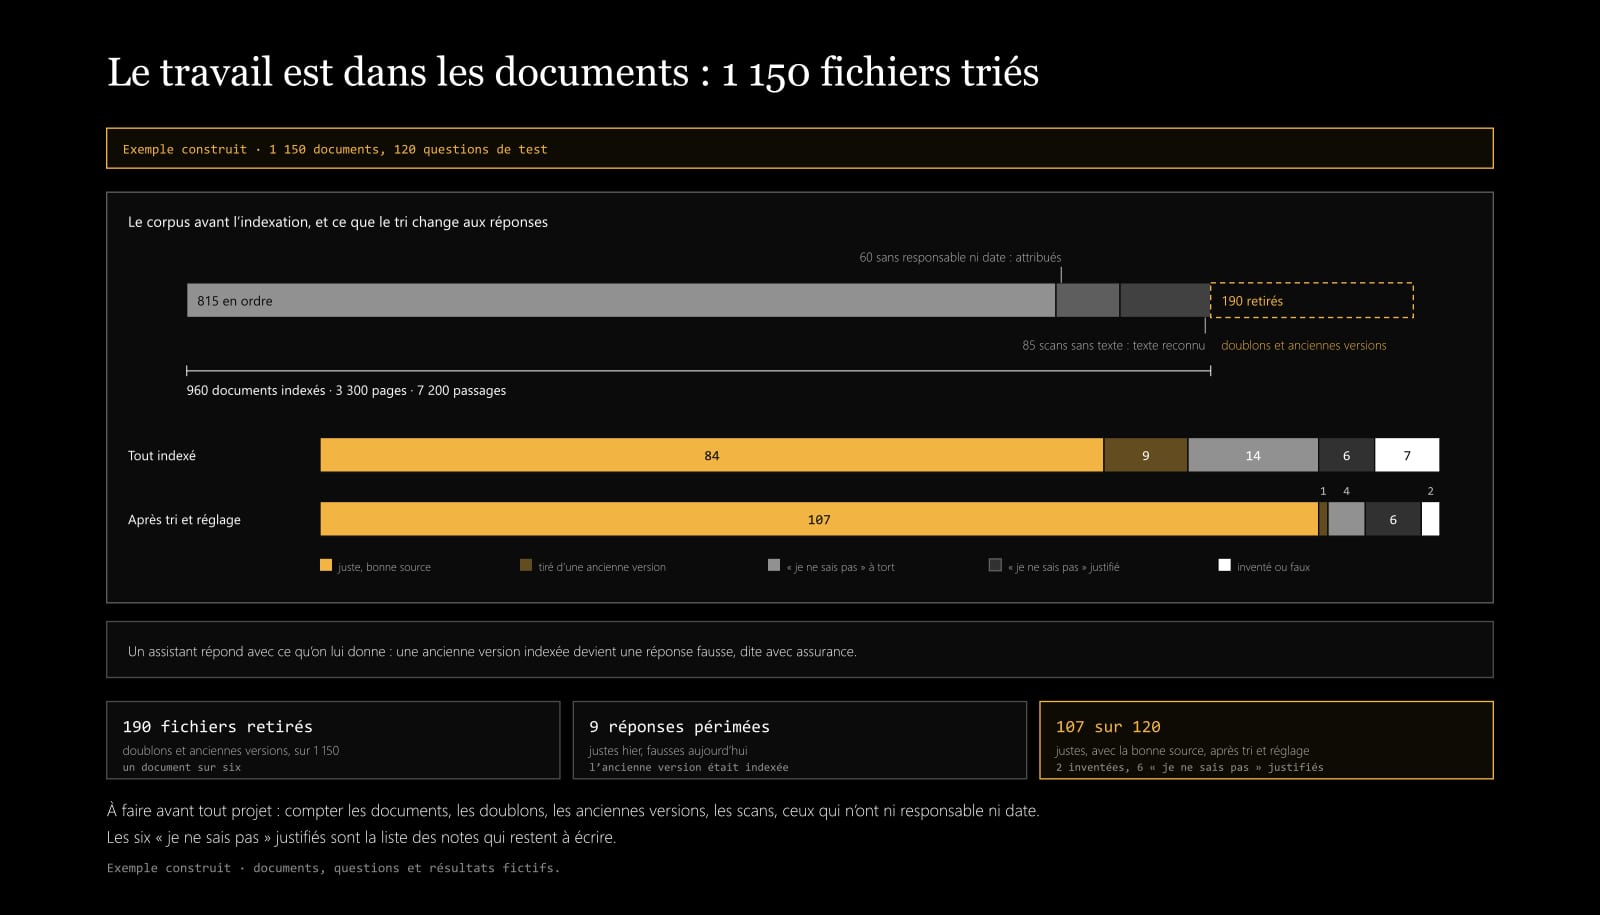 Le travail est dans les documents : 1 150 fichiers triés
Exemple construit · 1 150 documents, 120 questions de test
Le corpus avant l’indexation, et ce que le tri change aux réponses
60 sans responsable ni date : attribués
815 en ordre
190 retirés
85 scans sans texte : texte reconnu
doublons et anciennes versions
960 documents indexés · 3 300 pages · 7 200 passages
Tout indexé
84
9
14
6
7
1
4
2
Après tri et réglage
107
6
juste, bonne source
tiré d’une ancienne version
« je ne sais pas » à tort
« je ne sais pas » justifié
inventé ou faux
Un assistant répond avec ce qu’on lui donne : une ancienne version indexée devient une réponse fausse, dite avec assurance.
190 fichiers retirés
doublons et anciennes versions, sur 1 150
un document sur six
9 réponses périmées
justes hier, fausses aujourd’hui
l’ancienne version était indexée
107 sur 120
justes, avec la bonne source, après tri et réglage
2 inventées, 6 « je ne sais pas » justifiés
À faire avant tout projet : compter les documents, les doublons, les anciennes versions, les scans, ceux qui n’ont ni responsable ni date.
Les six « je ne sais pas » justifiés sont la liste des notes qui restent à écrire.
Exemple construit · documents, questions et résultats fictifs.